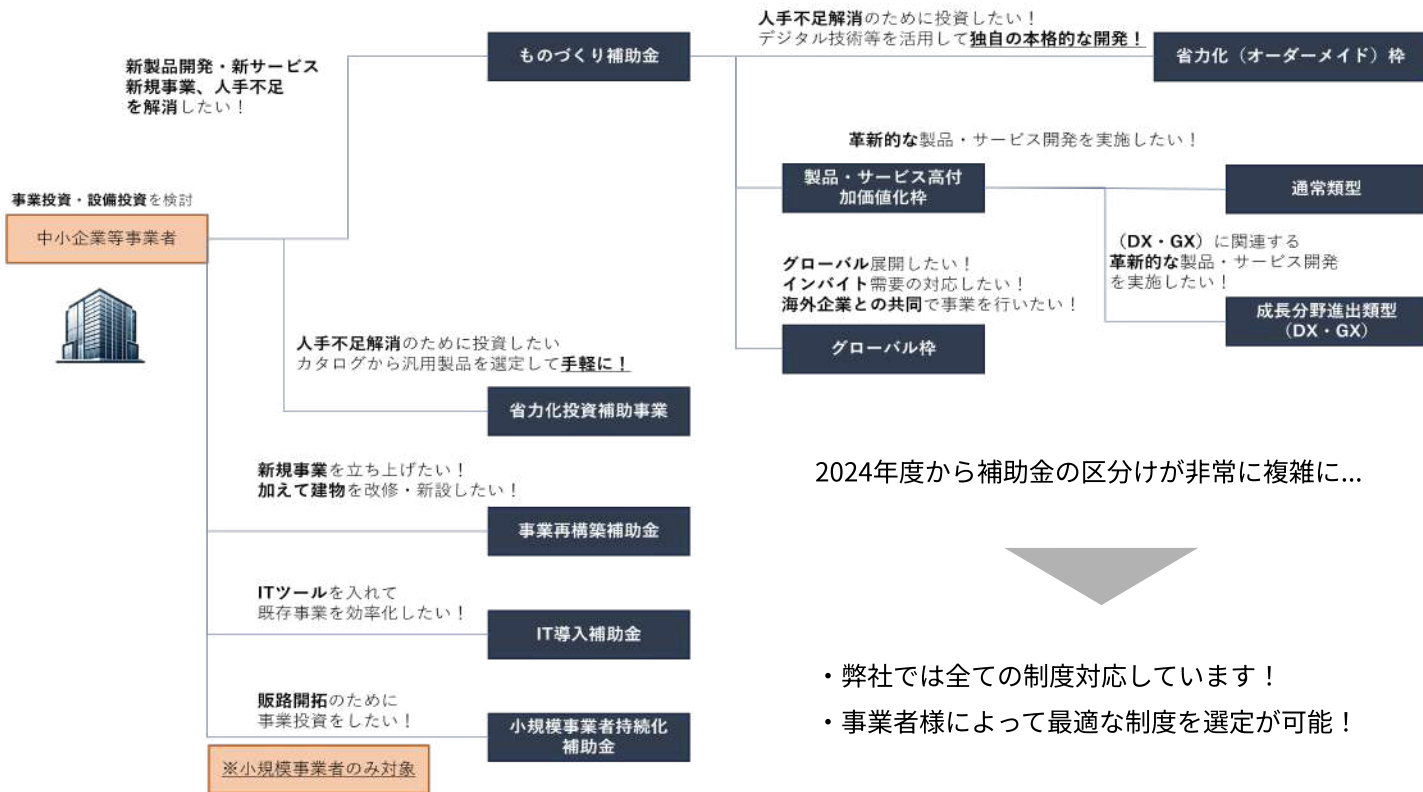 事業投資・設備投資を検討
中小企業等事業者
新製品開発・新サービス
新規事業、人手不足
を解消したい！
ものづくり補助金
人手不足解消のために投資したい！
デジタル技術等を活用して独自の本格的な開発！
省力化（オーダーメイド）枠
革新的な製品・サービス開発を実施したい！
製品・サービス高付
加価値化枠
通常類型
（DX・GX）に関連する
革新的な製品・サービス開発
を実施したい！
成長分野進出類型
（DX・GX）
グローバル展開したい！
インバイト需要の対応したい！
海外企業との共同で事業を行いたい！
グローバル枠
人手不足解消のために投資したい
カタログから汎用製品を選定して手軽に！
省力化投資補助事業
新規事業を立ち上げたい！
加えて建物を改修・新設したい！
事業再構築補助金
ITツールを入れて
既存事業を効率化したい！
IT導入補助金
販路開拓のために
事業投資をしたい！
小規模事業者持続化
補助金
※小規模事業者のみ対象
2024年度から補助金の区分けが非常に複雑に...
・弊社では全ての制度対応しています！
・事業者様によって最適な制度を選定が可能！